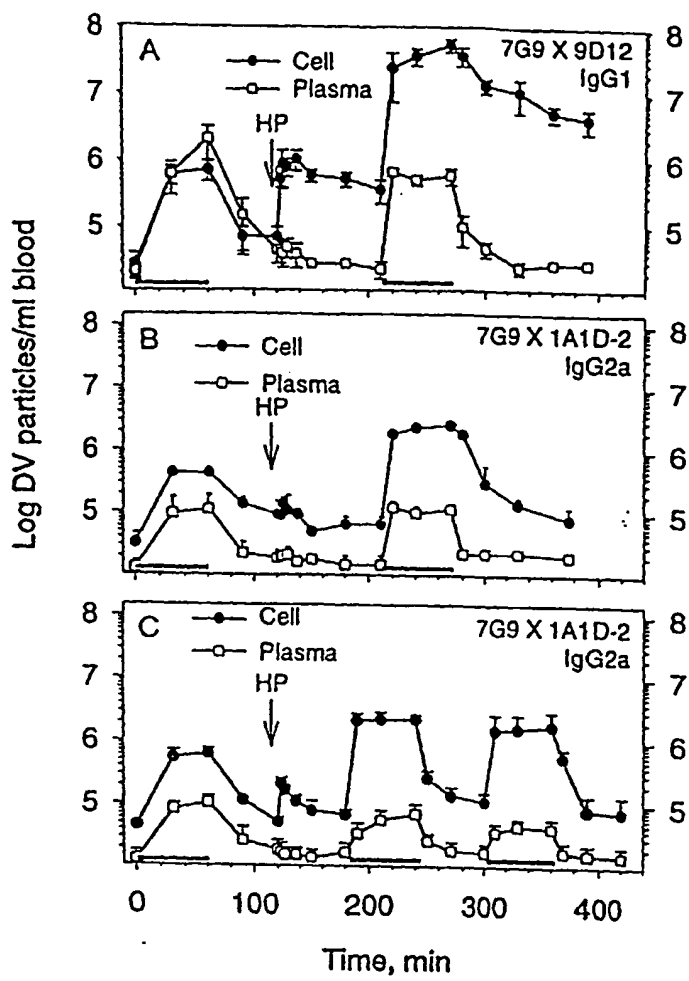 Log DV particles/ml blood
8
7
6
5
8
7
6
5
A
Cell
Plasma
HP
7G9 X 9D12
IgG1
8
7
6
5
8
7
6
5
B
Cell
Plasma
HP
7G9 X 1A1D-2
IgG2a
8
7
6
5
8
7
6
5
C
Cell
Plasma
HP
7G9 X 1A1D-2
IgG2a
0 100 200 300 400
Time, min